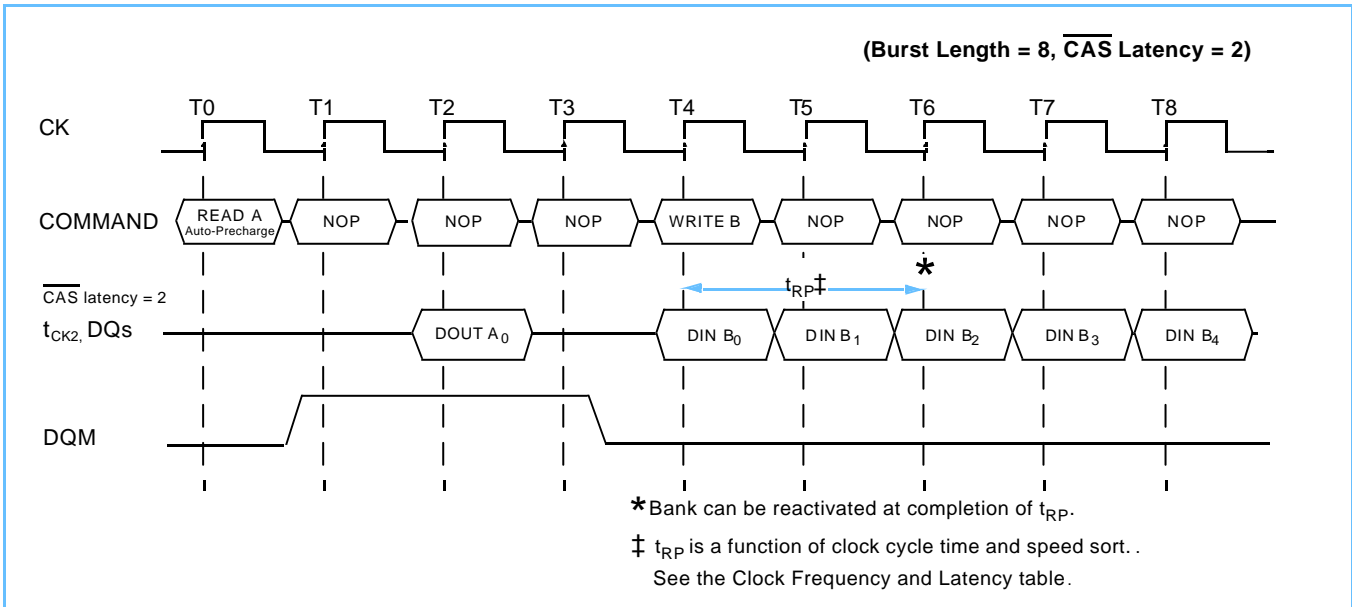 (Burst Length = 8, CAS Latency = 2)
T0 T1 T2 T3 T4 T5 T6 T7 T8
CK
COMMAND
READ A Auto-Precharge NOP NOP NOP WRITE B NOP NOP NOP NOP
*
tRP‡
CAS latency = 2
tCK2, DQs
DOUT A0 DIN B0 DIN B1 DIN B2 DIN B3 DIN B4
DQM
* Bank can be reactivated at completion of tRP.
‡ tRP is a function of clock cycle time and speed sort. .
See the Clock Frequency and Latency table.